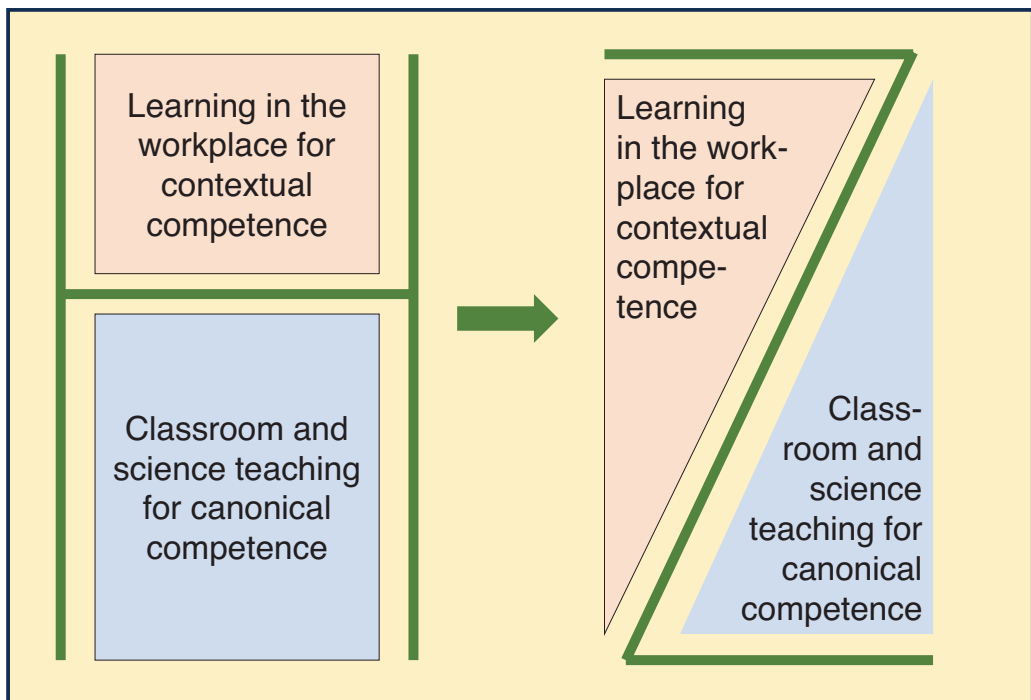 Learning in the
workplace for
contextual
competence
Classroom and
science teaching
for canonical
competence
Learning
in the work-
place for
contextual
compe-
tence
Class-
room and
science
teaching for
canonical
competence